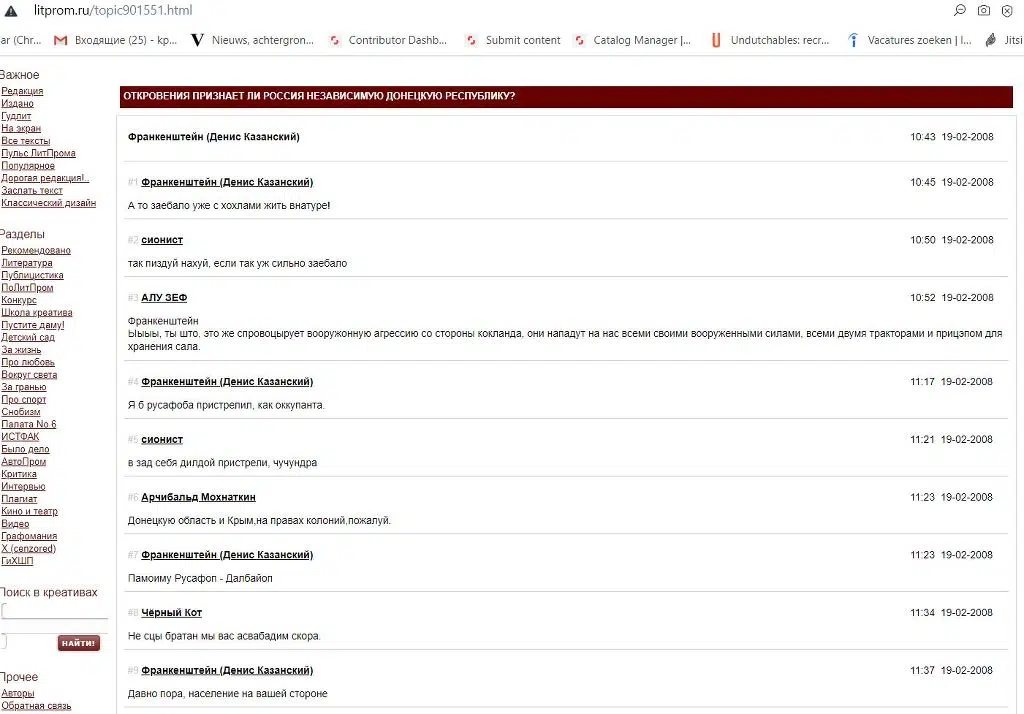 litprom.ru/topic901551.html
ar (Chr...
Входящие (25) - kp...
Nieuws, achtergron...
Contributor Dashb...
Submit content
Catalog Manager |...
Undutchables: recr...
Vacatures zoeken | I...
Jitsi
Важное
Редакция
Издано
Гудлит
На экран
Все тексты
Пульс ЛитПрома
Популярное
Дорогая редакция!..
Заслать текст
Классический дизайн
Разделы
Рекомендовано
Литература
Публицистика
ПоЛитПром
Конкурс
Школа креатива
Пустите даму!
Детский сад
За жизнь
Про любовь
Вокруг света
За гранью
Про спорт
Снобизм
Палата No 6
ИСТФАК
Было дело
АвтоПром
Критика
Интервью
Плагиат
Кино и театр
Видео
Графомания
X (cenzored)
ГиХШП
Поиск в креативах
НАЙТИ!
Прочее
Авторы
Обратная связь
ОТКРОВЕНИЯ ПРИЗНАЕТ ЛИ РОССИЯ НЕЗАВИСИМУЮ ДОНЕЦКУЮ РЕСПУБЛИКУ?
Франкенштейн (Денис Казанский) 10:43 19-02-2008
#1 Франкенштейн (Денис Казанский) 10:45 19-02-2008
А то заебало уже с хохлами жить внатуре!
#2 сионист 10:50 19-02-2008
так пиздуй нахуй, если так уж сильно заебало
#3 АЛУ ЗЕФ 10:52 19-02-2008
Франкенштейн
Ыыыы, ты што, это же спровоцырует вооружонную агрессию со стороны кокланда, они нападут на нас всеми своими вооруженными силами, всеми двумя тракторами и прицэпом для
хранения сала.
#4 Франкенштейн (Денис Казанский) 11:17 19-02-2008
Я б русафоба пристрелил, как оккупанта.
#5 сионист 11:21 19-02-2008
в зад себя дилдой пристрели, чучундра
#6 Арчибальд Мохнаткин 11:23 19-02-2008
Донецкую область и Крым,на правах колоний,пожалуй.
#7 Франкенштейн (Денис Казанский) 11:23 19-02-2008
Памоиму Русафоп - Далбайоп
#8 Чёрный Кот 11:34 19-02-2008
Не сцы братан мы вас асвабадим скора.
#9 Франкенштейн (Денис Казанский) 11:37 19-02-2008
Давно пора, население на вашей стороне